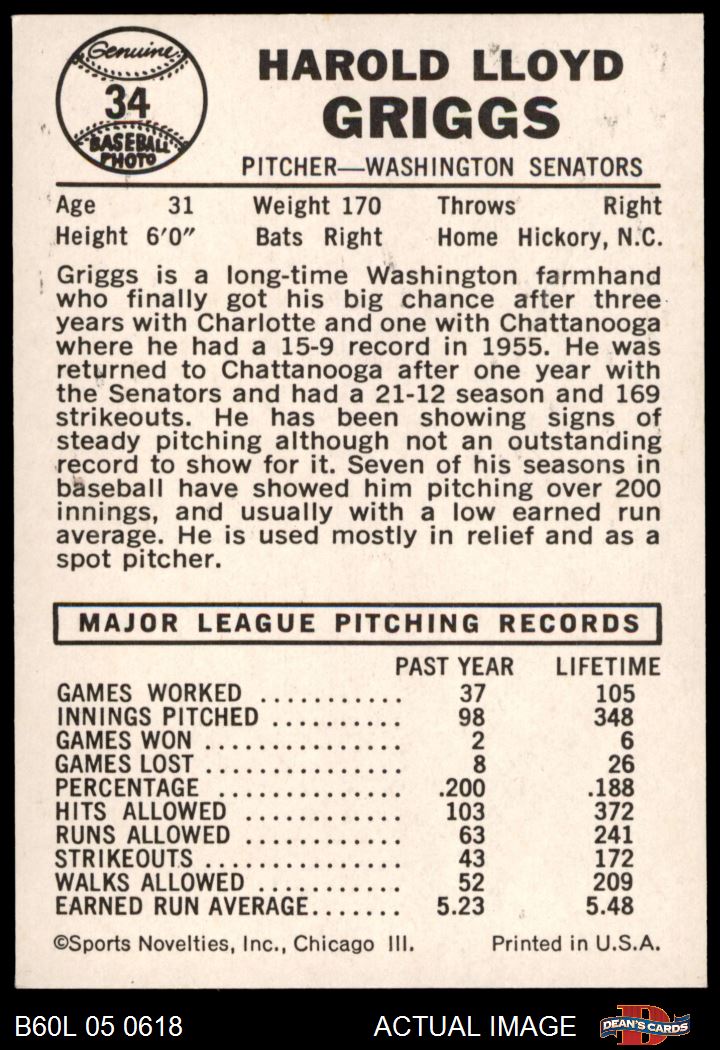 Genuine
34
BASEBALL
PHOTO
HAROLD LLOYD
GRIGGS
PITCHER—WASHINGTON SENATORS
Age 31 Weight 170 Throws Right
Height 6'0" Bats Right Home Hickory, N.C.
Griggs is a long-time Washington farmhand
who finally got his big chance after three
years with Charlotte and one with Chattanooga
where he had a 15-9 record in 1955. He was
returned to Chattanooga after one year with
the Senators and had a 21-12 season and 169
strikeouts. He has been showing signs of
steady pitching although not an outstanding
record to show for it. Seven of his seasons in
baseball have showed him pitching over 200
innings, and usually with a low earned run
average. He is used mostly in relief and as a
spot pitcher.
MAJOR LEAGUE PITCHING RECORDS
PAST YEAR LIFETIME
GAMES WORKED ............ 37 105
INNINGS PITCHED .......... 98 348
GAMES WON ............... 2 6
GAMES LOST ............... 8 26
PERCENTAGE .............. .200 .188
HITS ALLOWED ............ 103 372
RUNS ALLOWED ............ 63 241
STRIKEOUTS ............... 43 172
WALKS ALLOWED ........... 52 209
EARNED RUN AVERAGE....... 5.23 5.48
©Sports Novelties, Inc., Chicago Ill. Printed in U.S.A.
B60L 05 0618 ACTUAL IMAGE DEAN'S CARDS